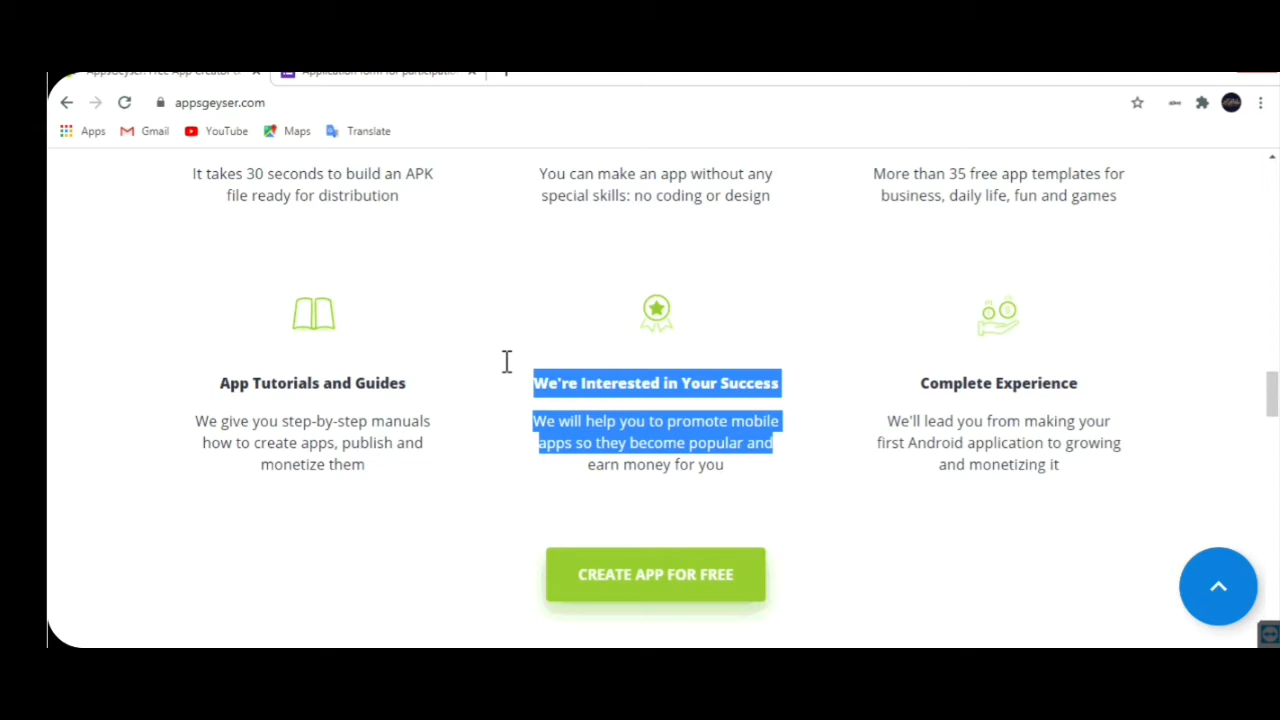 appsgeyser.com
Apps Gmail YouTube Maps Translate
It takes 30 seconds to build an APK
file ready for distribution
You can make an app without any
special skills: no coding or design
More than 35 free app templates for
business, daily life, fun and games
App Tutorials and Guides
We give you step-by-step manuals
how to create apps, publish and
monetize them
We're Interested in Your Success
We will help you to promote mobile
apps so they become popular and
earn money for you
Complete Experience
We'll lead you from making your
first Android application to growing
and monetizing it
CREATE APP FOR FREE